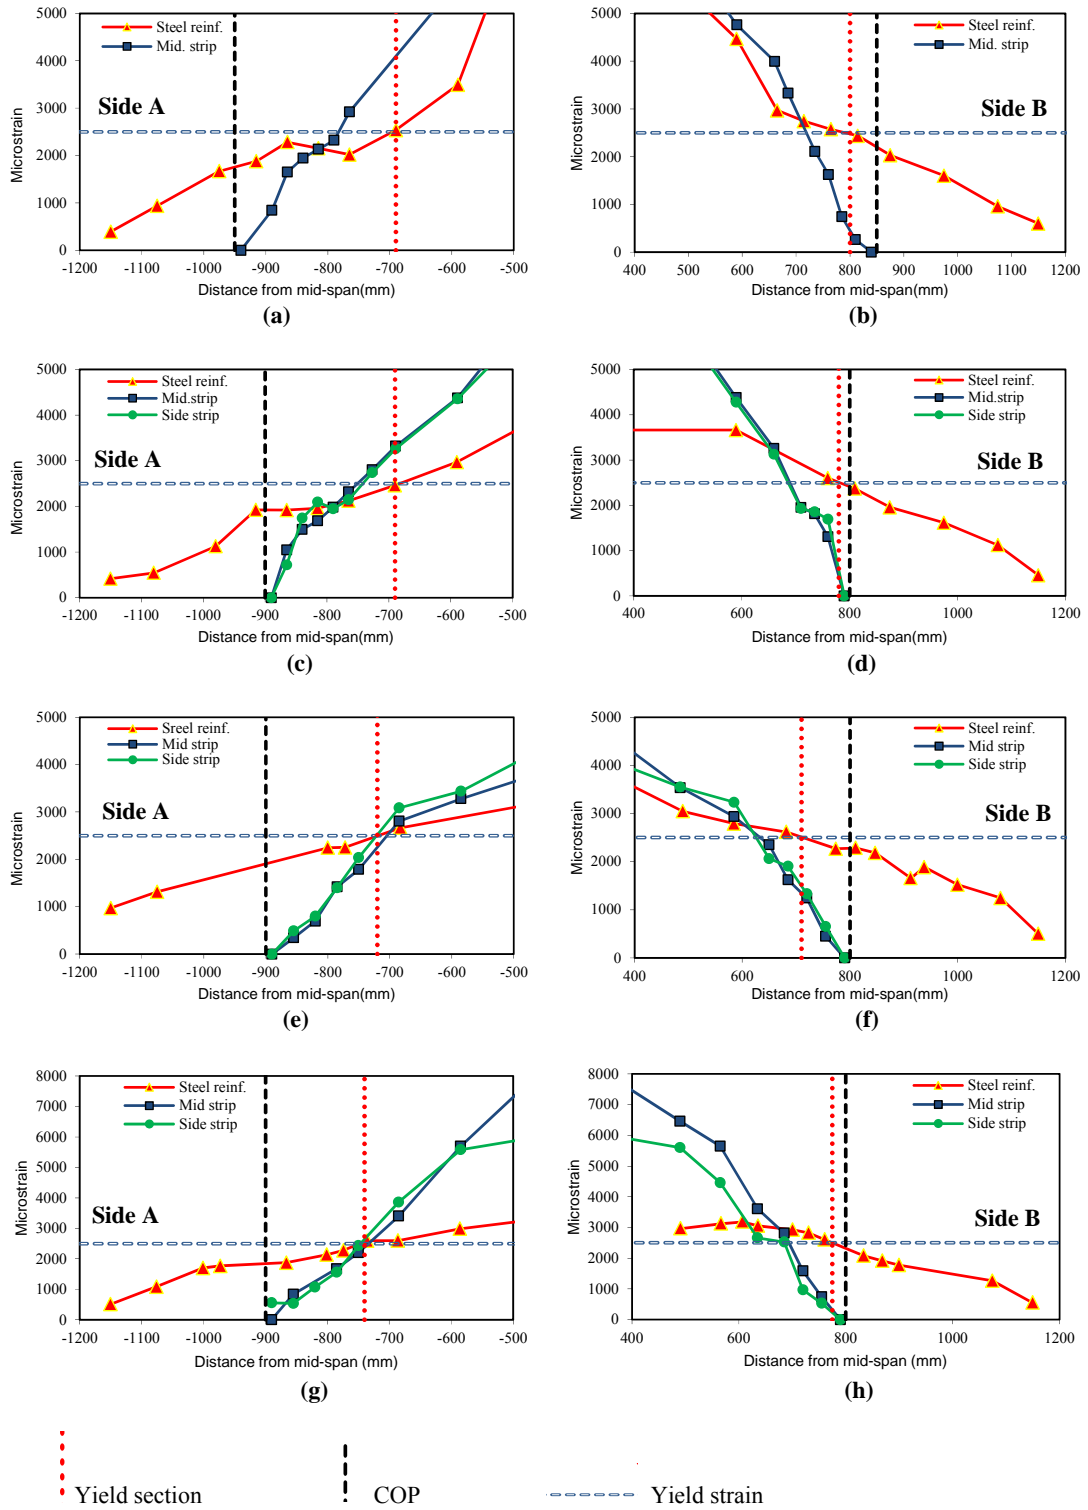 5000
4000
3000
2000
1000
0
Microstrain
Steel reinf.
Mid. strip
Side A
-1200 -1100 -1000 -900 -800 -700 -600 -500
Distance from mid-span(mm)
(a)
5000
4000
3000
2000
1000
0
Microstrain
Steel reinf.
Mid. strip
Side B
400 500 600 700 800 900 1000 1100 1200
Distance from mid-span(mm)
(b)
5000
4000
3000
2000
1000
0
Microstrain
Steel reinf.
Mid.strip
Side strip
Side A
-1200 -1100 -1000 -900 -800 -700 -600 -500
Distance from mid-span(mm)
(c)
5000
4000
3000
2000
1000
0
Microstrain
Steel reinf.
Mid. strip
Side strip
Side B
400 600 800 1000 1200
Distance from mid-span(mm)
(d)
5000
4000
3000
2000
1000
0
Microstrain
Sreel reinf.
Mid strip
Side strip
Side A
-1200 -1100 -1000 -900 -800 -700 -600 -500
Distance from mid-span(mm)
(e)
5000
4000
3000
2000
1000
0
Microstrain
Steel reinf.
Mid strip
Side strip
Side B
400 600 800 1000 1200
Distance from mid-span(mm)
(f)
8000
7000
6000
5000
4000
3000
2000
1000
0
Microstrain
Steel reinf.
Mid strip
Side strip
Side A
-1200 -1100 -1000 -900 -800 -700 -600 -500
Distance from mid-span (mm)
(g)
8000
7000
6000
5000
4000
3000
2000
1000
0
Microstrain
Steel reinf.
Mid strip
Side strip
Side B
400 600 800 1000 1200
Distance from mid-span (mm)
(h)
Yield section
COP
Yield strain